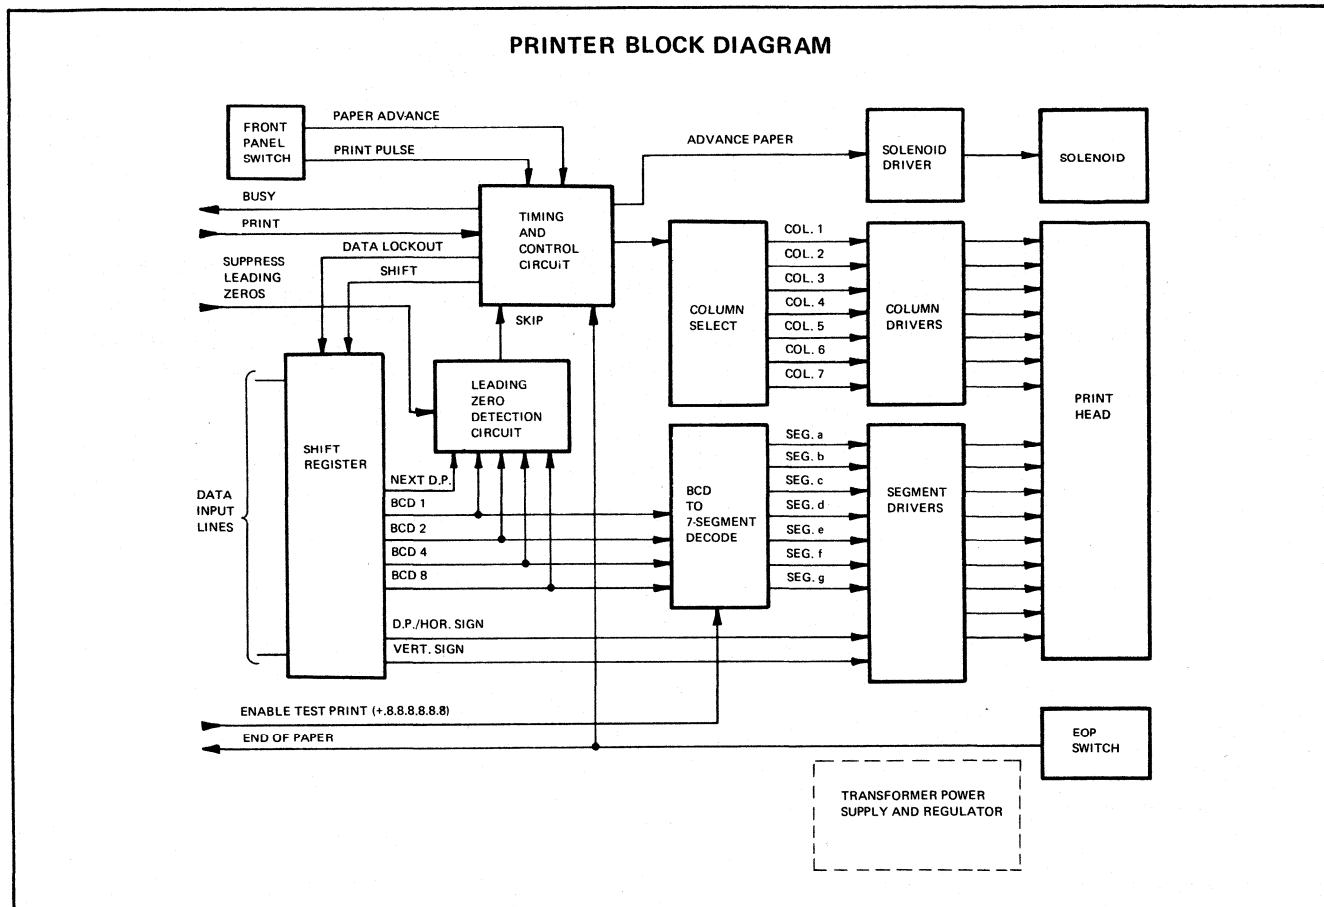 PRINTER BLOCK DIAGRAM
FRONT
PANEL
SWITCH
PAPER ADVANCE
PRINT PULSE
BUSY
PRINT
DATA LOCKOUT
SHIFT
SUPPRESS
LEADING
ZEROS
TIMING
AND
CONTROL
CIRCUIT
SKIP
ADVANCE PAPER
SOLENOID
DRIVER
SOLENOID
COLUMN
SELECT
COL. 1
COL. 2
COL. 3
COL. 4
COL. 5
COL. 6
COL. 7
COLUMN
DRIVERS
PRINT
HEAD
LEADING
ZERO
DETECTION
CIRCUIT
SHIFT
REGISTER
DATA
INPUT
LINES
NEXT D.P.
BCD 1
BCD 2
BCD 4
BCD 8
D.P./HOR. SIGN
VERT. SIGN
BCD
TO
7-SEGMENT
DECODE
SEG. a
SEG. b
SEG. c
SEG. d
SEG. e
SEG. f
SEG. g
SEGMENT
DRIVERS
ENABLE TEST PRINT (+.8.8.8.8.8.8)
END OF PAPER
EOP
SWITCH
TRANSFORMER POWER
SUPPLY AND REGULATOR